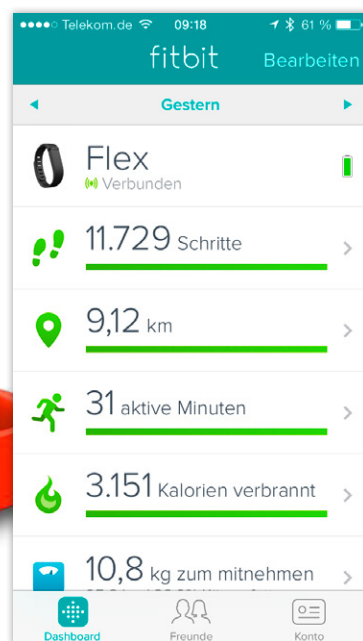 Telekom.de 09:18 61 %
fitbit Bearbeiten
Gestern
Flex
Verbunden
11.729 Schritte
9,12 km
31 aktive Minuten
3.151 Kalorien verbrannt
10,8 kg zum mitnehmen
Dashboard Freunde Konto